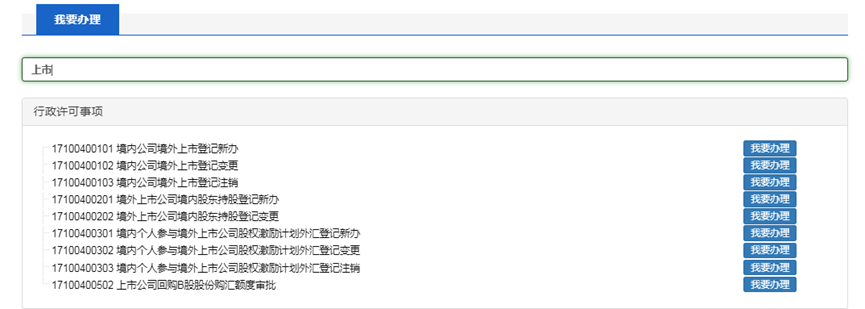 我要办理
上市
行政许可事项
17100400101 境内公司境外上市登记新办 我要办理
17100400102 境内公司境外上市登记变更 我要办理
17100400103 境内公司境外上市登记注销 我要办理
17100400201 境外上市公司境内股东持股登记新办 我要办理
17100400202 境外上市公司境内股东持股登记变更 我要办理
17100400301 境内个人参与境外上市公司股权激励计划外汇登记新办 我要办理
17100400302 境内个人参与境外上市公司股权激励计划外汇登记变更 我要办理
17100400303 境内个人参与境外上市公司股权激励计划外汇登记注销 我要办理
17100400502 上市公司回购B股股份购汇额度审批 我要办理